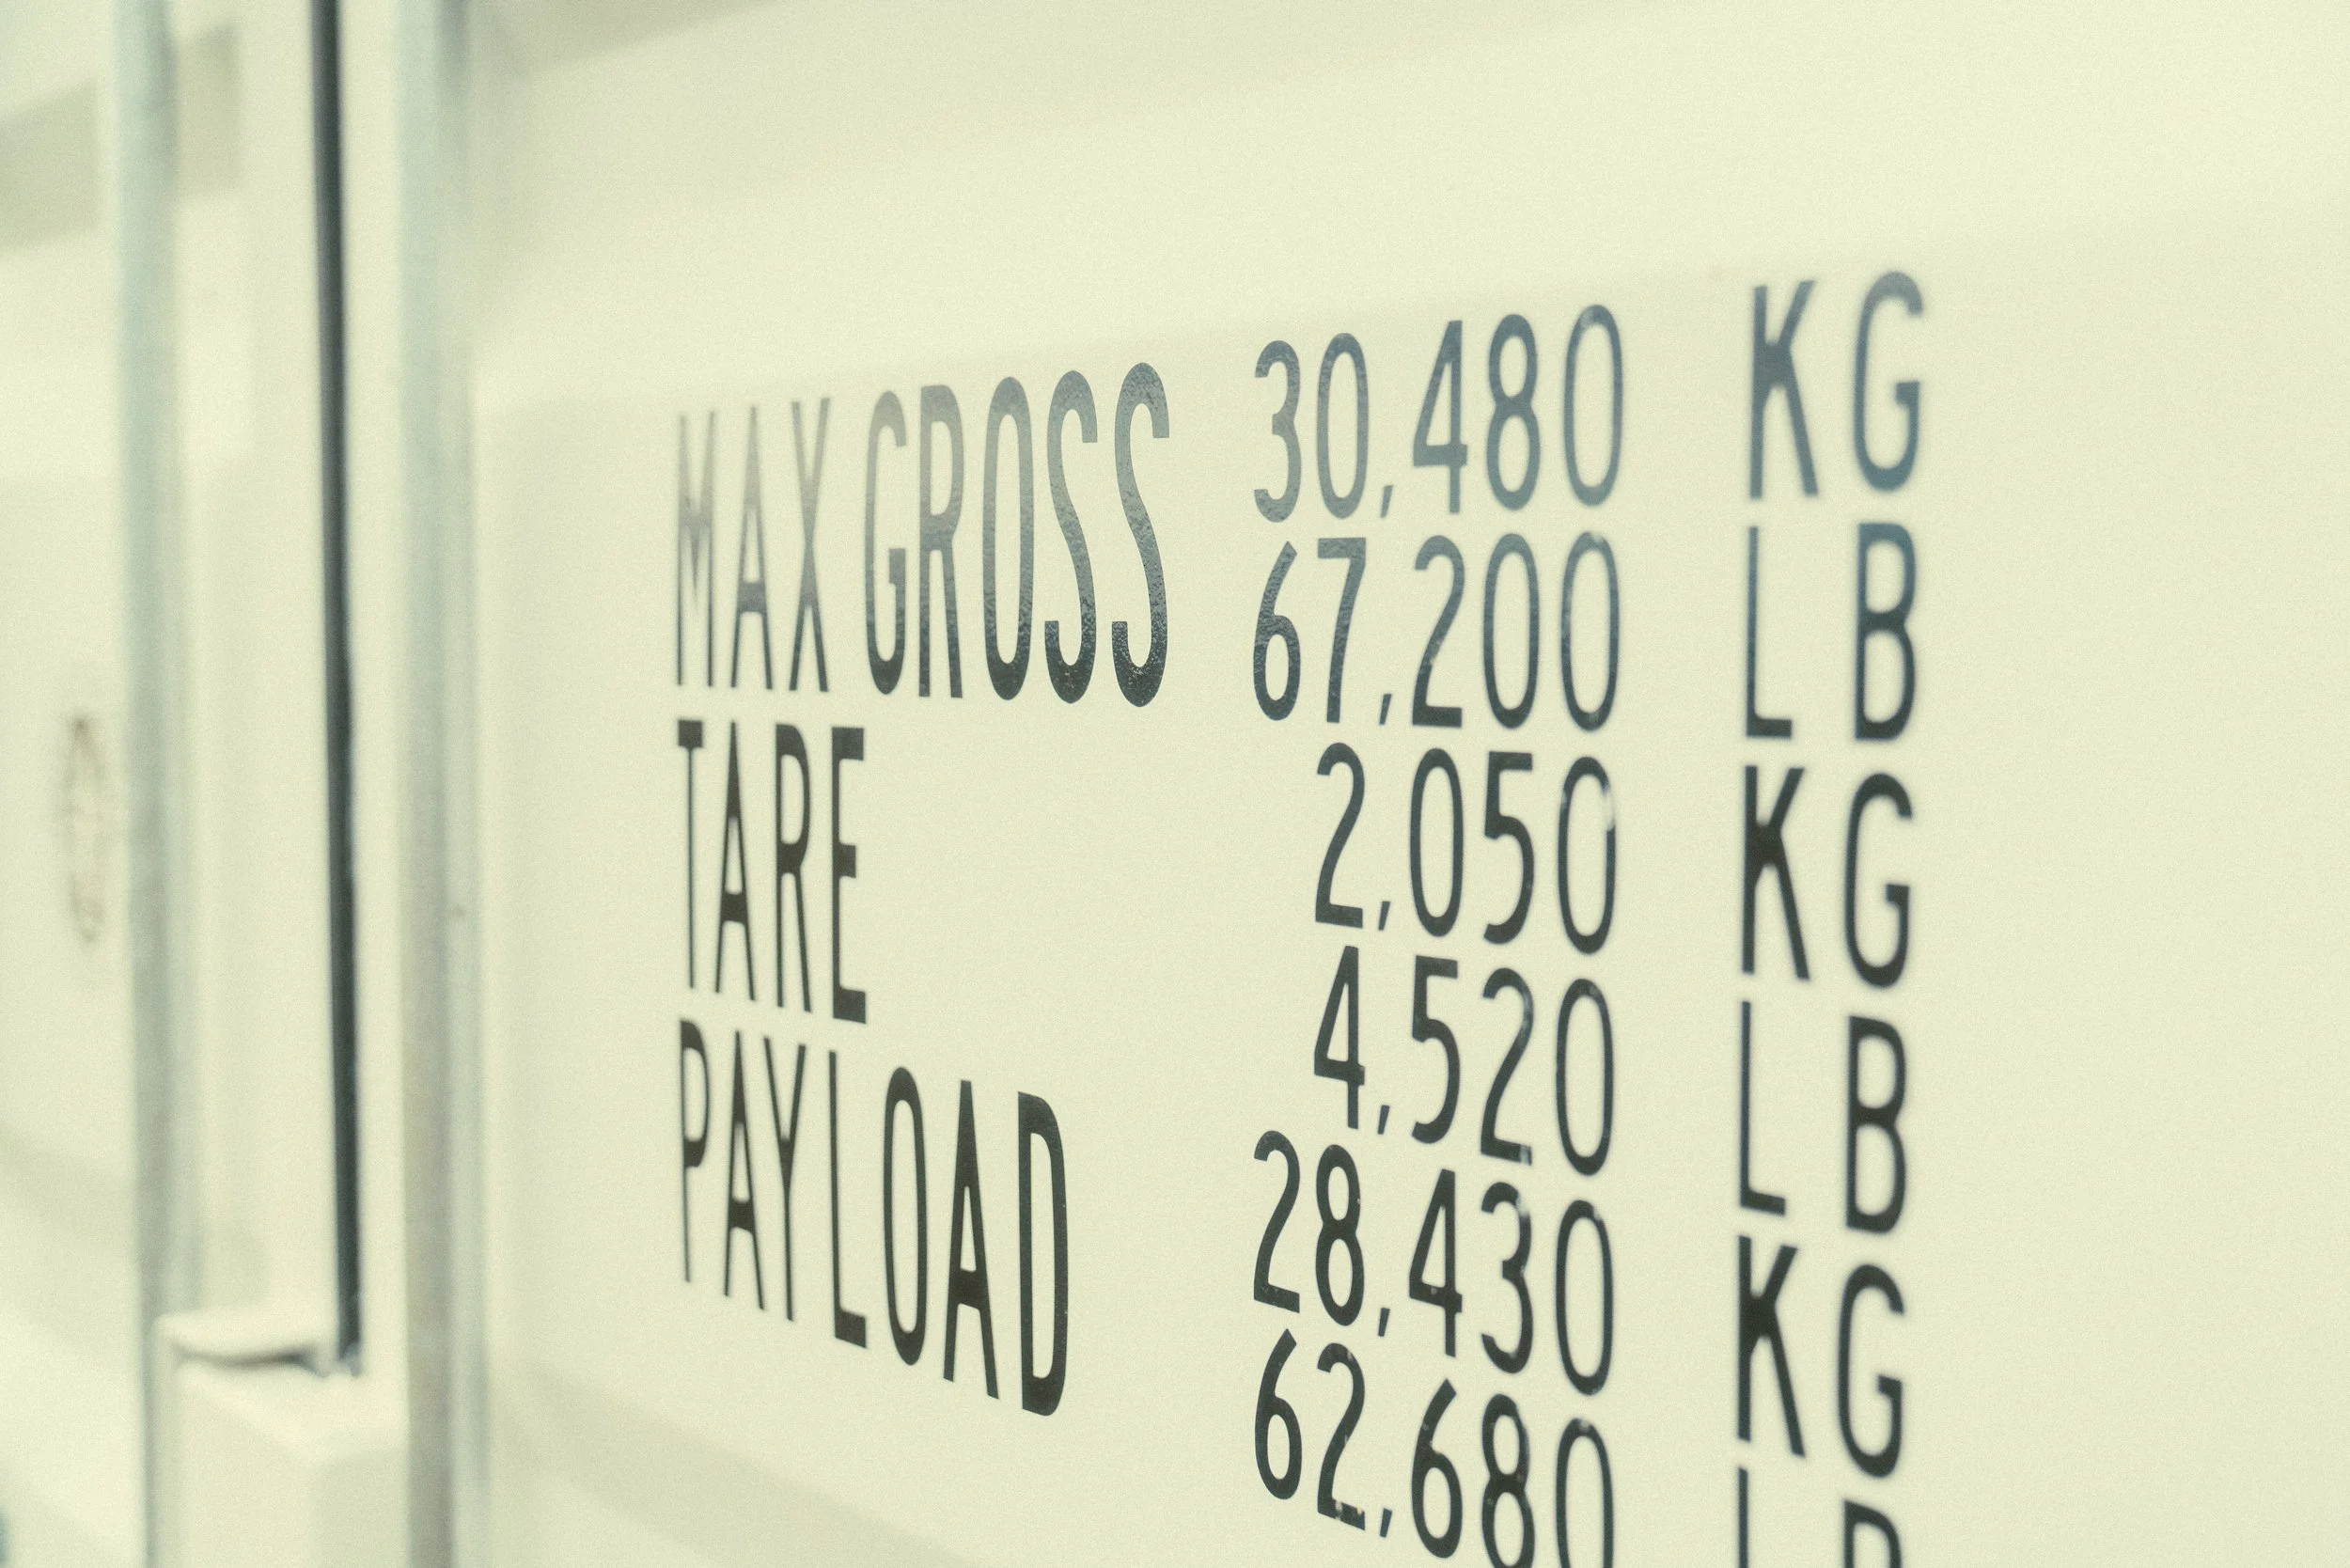 MAX GROSS 30,480 KG
67,200 LB
TARE 2,050 KG
4,520 LB
PAYLOAD 28,430 KG
62,680 LB